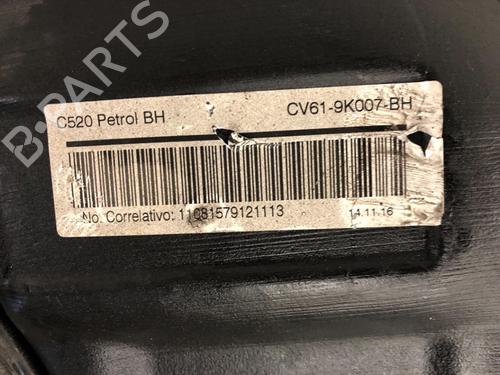 C520 Petrol BH
CV61-9K007-BH
No. Correlativo: 11081579121113
14.11.16
B-PARTS